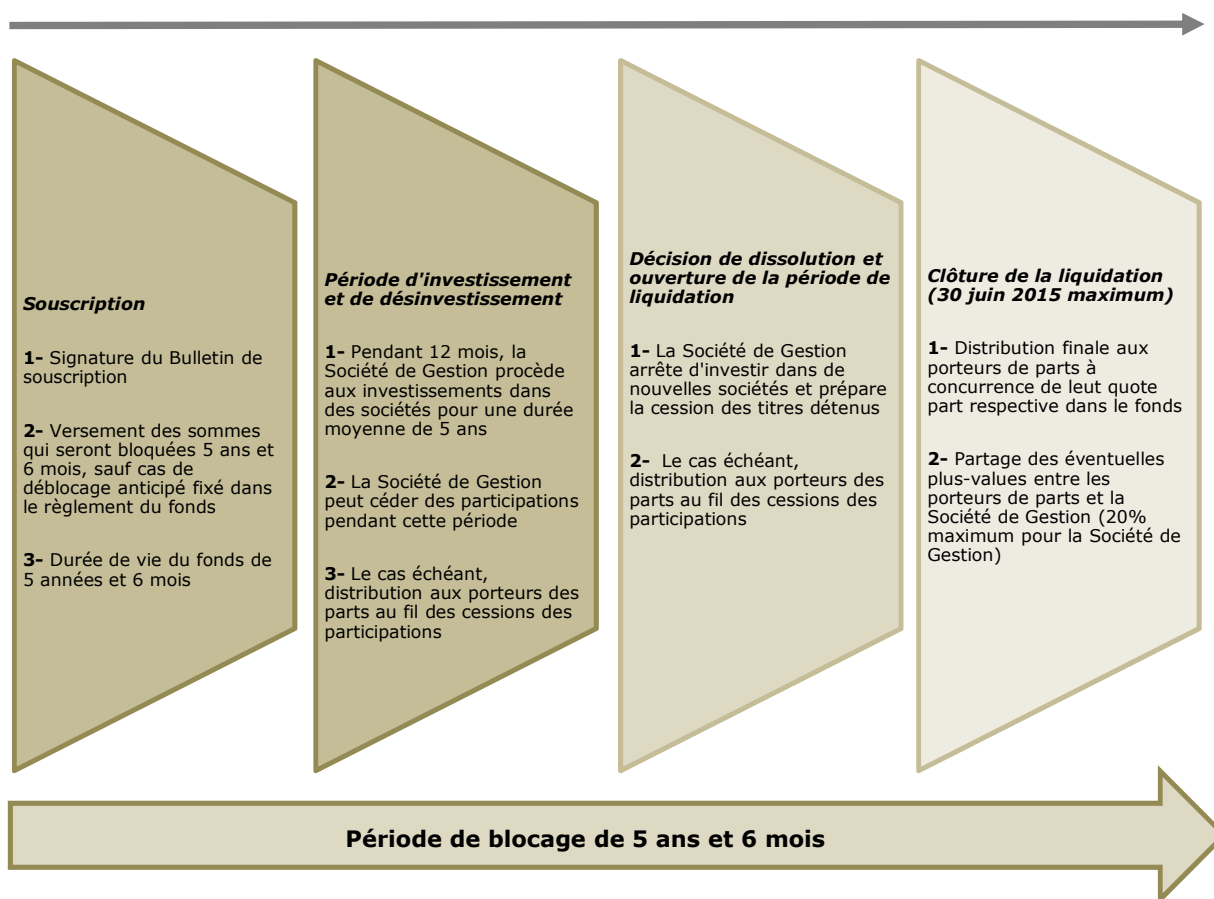 Souscription
1- Signature du Bulletin de
souscription
2- Versement des sommes
qui seront bloquées 5 ans et
6 mois, sauf cas de
déblocage anticipé fixé dans
le règlement du fonds
3- Durée de vie du fonds de
5 années et 6 mois
Période d'investissement
et de désinvestissement
1- Pendant 12 mois, la
Société de Gestion procède
aux investissements dans
des sociétés pour une durée
moyenne de 5 ans
2- La Société de Gestion
peut céder des participations
pendant cette période
3- Le cas échéant,
distribution aux porteurs des
parts au fil des cessions des
participations
Décision de dissolution et
ouverture de la période de
liquidation
1- La Société de Gestion
arrête d'investir dans de
nouvelles sociétés et prépare
la cession des titres détenus
2- Le cas échéant,
distribution aux porteurs des
parts au fil des cessions des
participations
Clôture de la liquidation
(30 juin 2015 maximum)
1- Distribution finale aux
porteurs de parts à
concurrence de leut quote
part respective dans le fonds
2- Partage des éventuelles
plus-values entre les
porteurs de parts et la
Société de Gestion (20%
maximum pour la Société de
Gestion)
Période de blocage de 5 ans et 6 mois